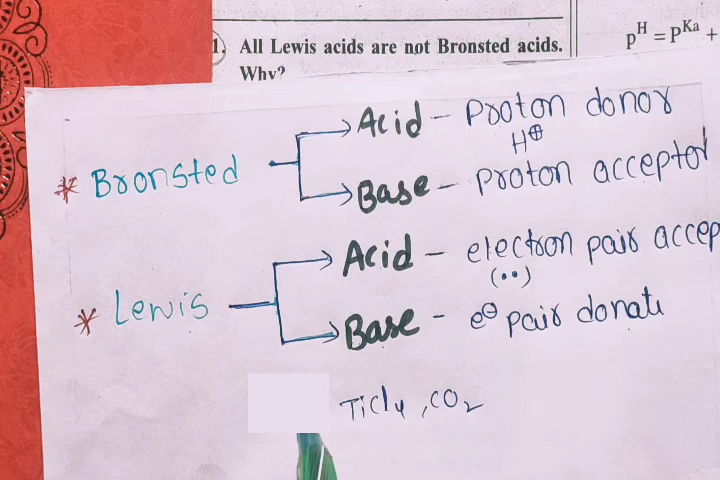 1. All Lewis acids are not Bronsted acids.
Why?
pH = pKa +
* Bronsted
Acid - Proton donor
H⊕
Base - Proton acceptor
* Lewis
Acid - electron pair accep
(••)
Base - e⊖ pair donate
Ticl4, CO2